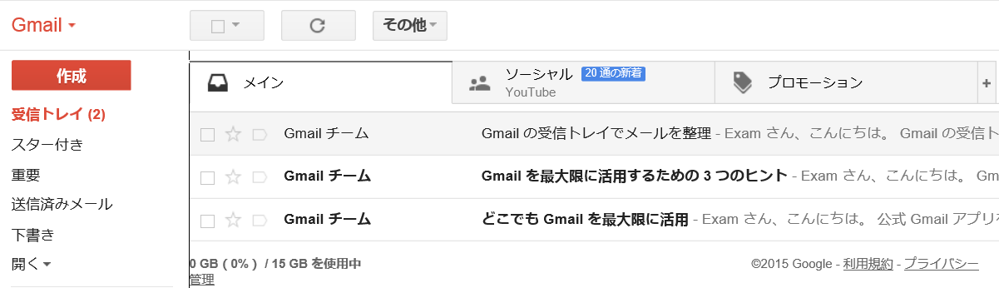 Gmail
その他
作成
受信トレイ (2)
スター付き
重要
送信済みメール
下書き
開く
メイン
ソーシャル 20 通の新着
YouTube
プロモーション
+
Gmail チーム Gmail の受信トレイでメールを整理 - Exam さん、こんにちは。 Gmail の受信ト
Gmail チーム Gmail を最大限に活用するための 3 つのヒント - Exam さん、こんにちは。 Gm
Gmail チーム どこでも Gmail を最大限に活用 - Exam さん、こんにちは。 公式 Gmail アプリを
0 GB ( 0% ) / 15 GB を使用中
管理
©2015 Google - 利用規約 - プライバシー